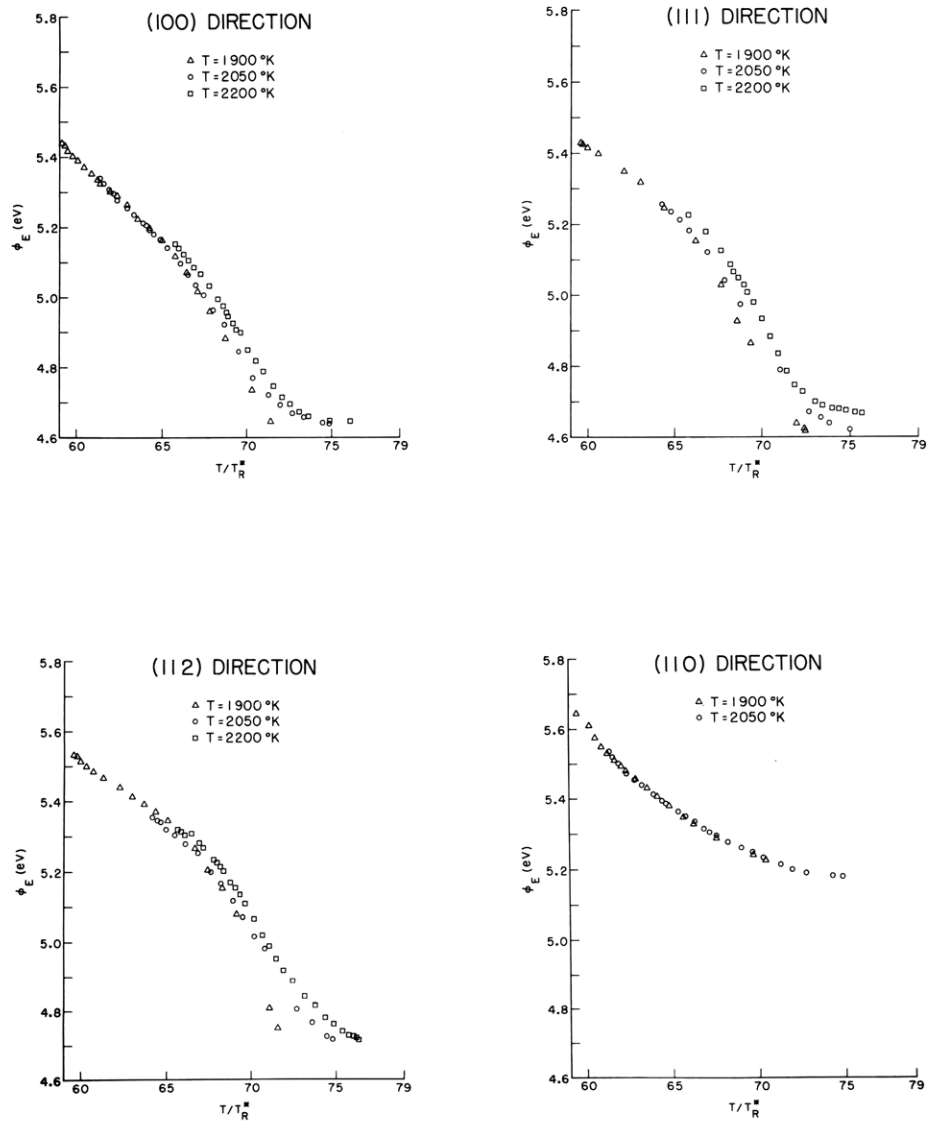 (100) DIRECTION
△ T=1900 °K
○ T=2050 °K
□ T=2200 °K
5.8
5.6
5.4
5.2
5.0
4.8
4.6
ϕE (eV)
60
65
70
75
79
T/TR*
(111) DIRECTION
△ T=1900 °K
○ T=2050 °K
□ T=2200 °K
5.8
5.6
5.4
5.2
5.0
4.8
4.6
ϕE (eV)
60
65
70
75
79
T/TR*
(112) DIRECTION
△ T=1900 °K
○ T=2050 °K
□ T=2200 °K
5.8
5.6
5.4
5.2
5.0
4.8
4.6
ϕE (eV)
60
65
70
75
79
T/TR*
(110) DIRECTION
△ T=1900 °K
○ T=2050 °K
5.8
5.6
5.4
5.2
5.0
4.8
4.6
ϕE (eV)
60
65
70
75
79
T/TR*